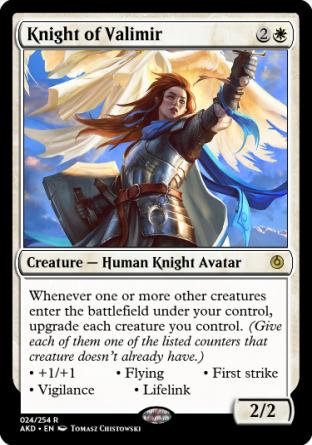 Knight of Valimir 2
Creature — Human Knight Avatar
Whenever one or more other creatures
enter the battlefield under your control,
upgrade each creature you control. (Give
each of them one of the listed counters that
creature doesn't already have.)
• +1/+1 • Flying • First strike
• Vigilance • Lifelink
024/254 R
AKD • EN Tomasz Chistowski
2/2